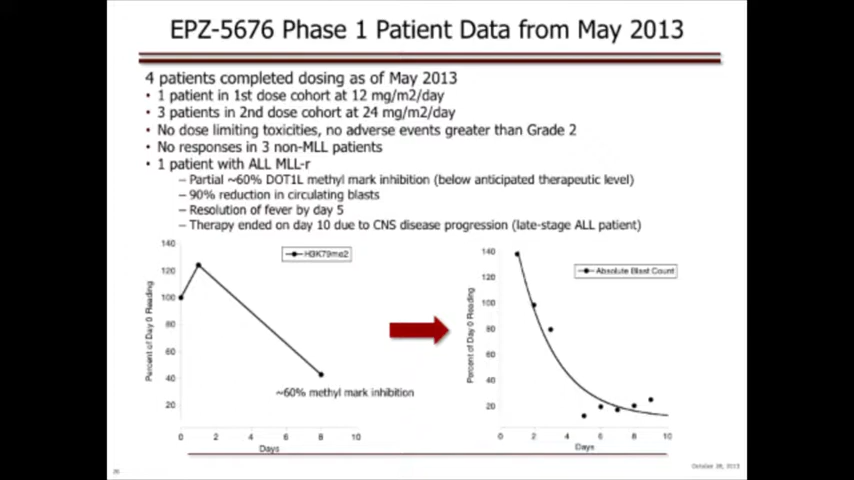 EPZ-5676 Phase 1 Patient Data from May 2013
4 patients completed dosing as of May 2013
• 1 patient in 1st dose cohort at 12 mg/m2/day
• 3 patients in 2nd dose cohort at 24 mg/m2/day
• No dose limiting toxicities, no adverse events greater than Grade 2
• No responses in 3 non-MLL patients
• 1 patient with ALL MLL-r
– Partial ~60% DOT1L methyl mark inhibition (below anticipated therapeutic level)
– 90% reduction in circulating blasts
– Resolution of fever by day 5
– Therapy ended on day 10 due to CNS disease progression (late-stage ALL patient)
Percent of Day 0 Reading
140
120
100
80
60
40
20
H3K79me2
~60% methyl mark inhibition
0 2 4 6 8 10
Days
Percent of Day 0 Reading
140
120
100
80
60
40
20
Absolute Blast Count
0 2 4 6 8 10
Days
October 28, 2013